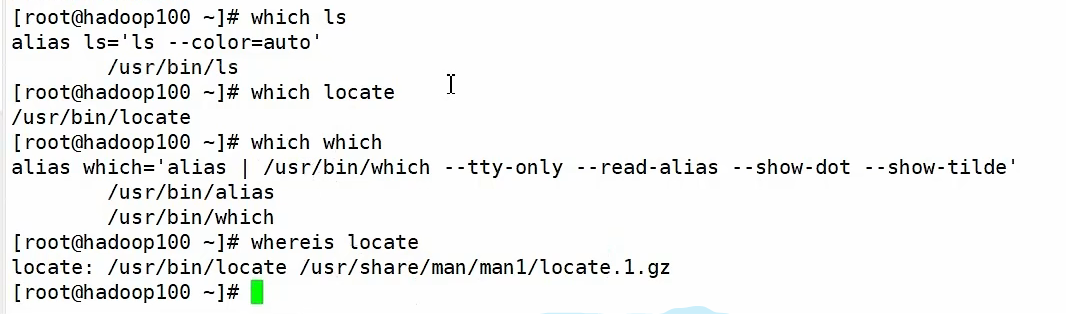 [root@hadoop100 ~]# which ls
alias ls='ls --color=auto'
        /usr/bin/ls
[root@hadoop100 ~]# which locate
/usr/bin/locate
[root@hadoop100 ~]# which which
alias which='alias | /usr/bin/which --tty-only --read-alias --show-dot --show-tilde'
        /usr/bin/alias
        /usr/bin/which
[root@hadoop100 ~]# whereis locate
locate: /usr/bin/locate /usr/share/man/man1/locate.1.gz
[root@hadoop100 ~]#